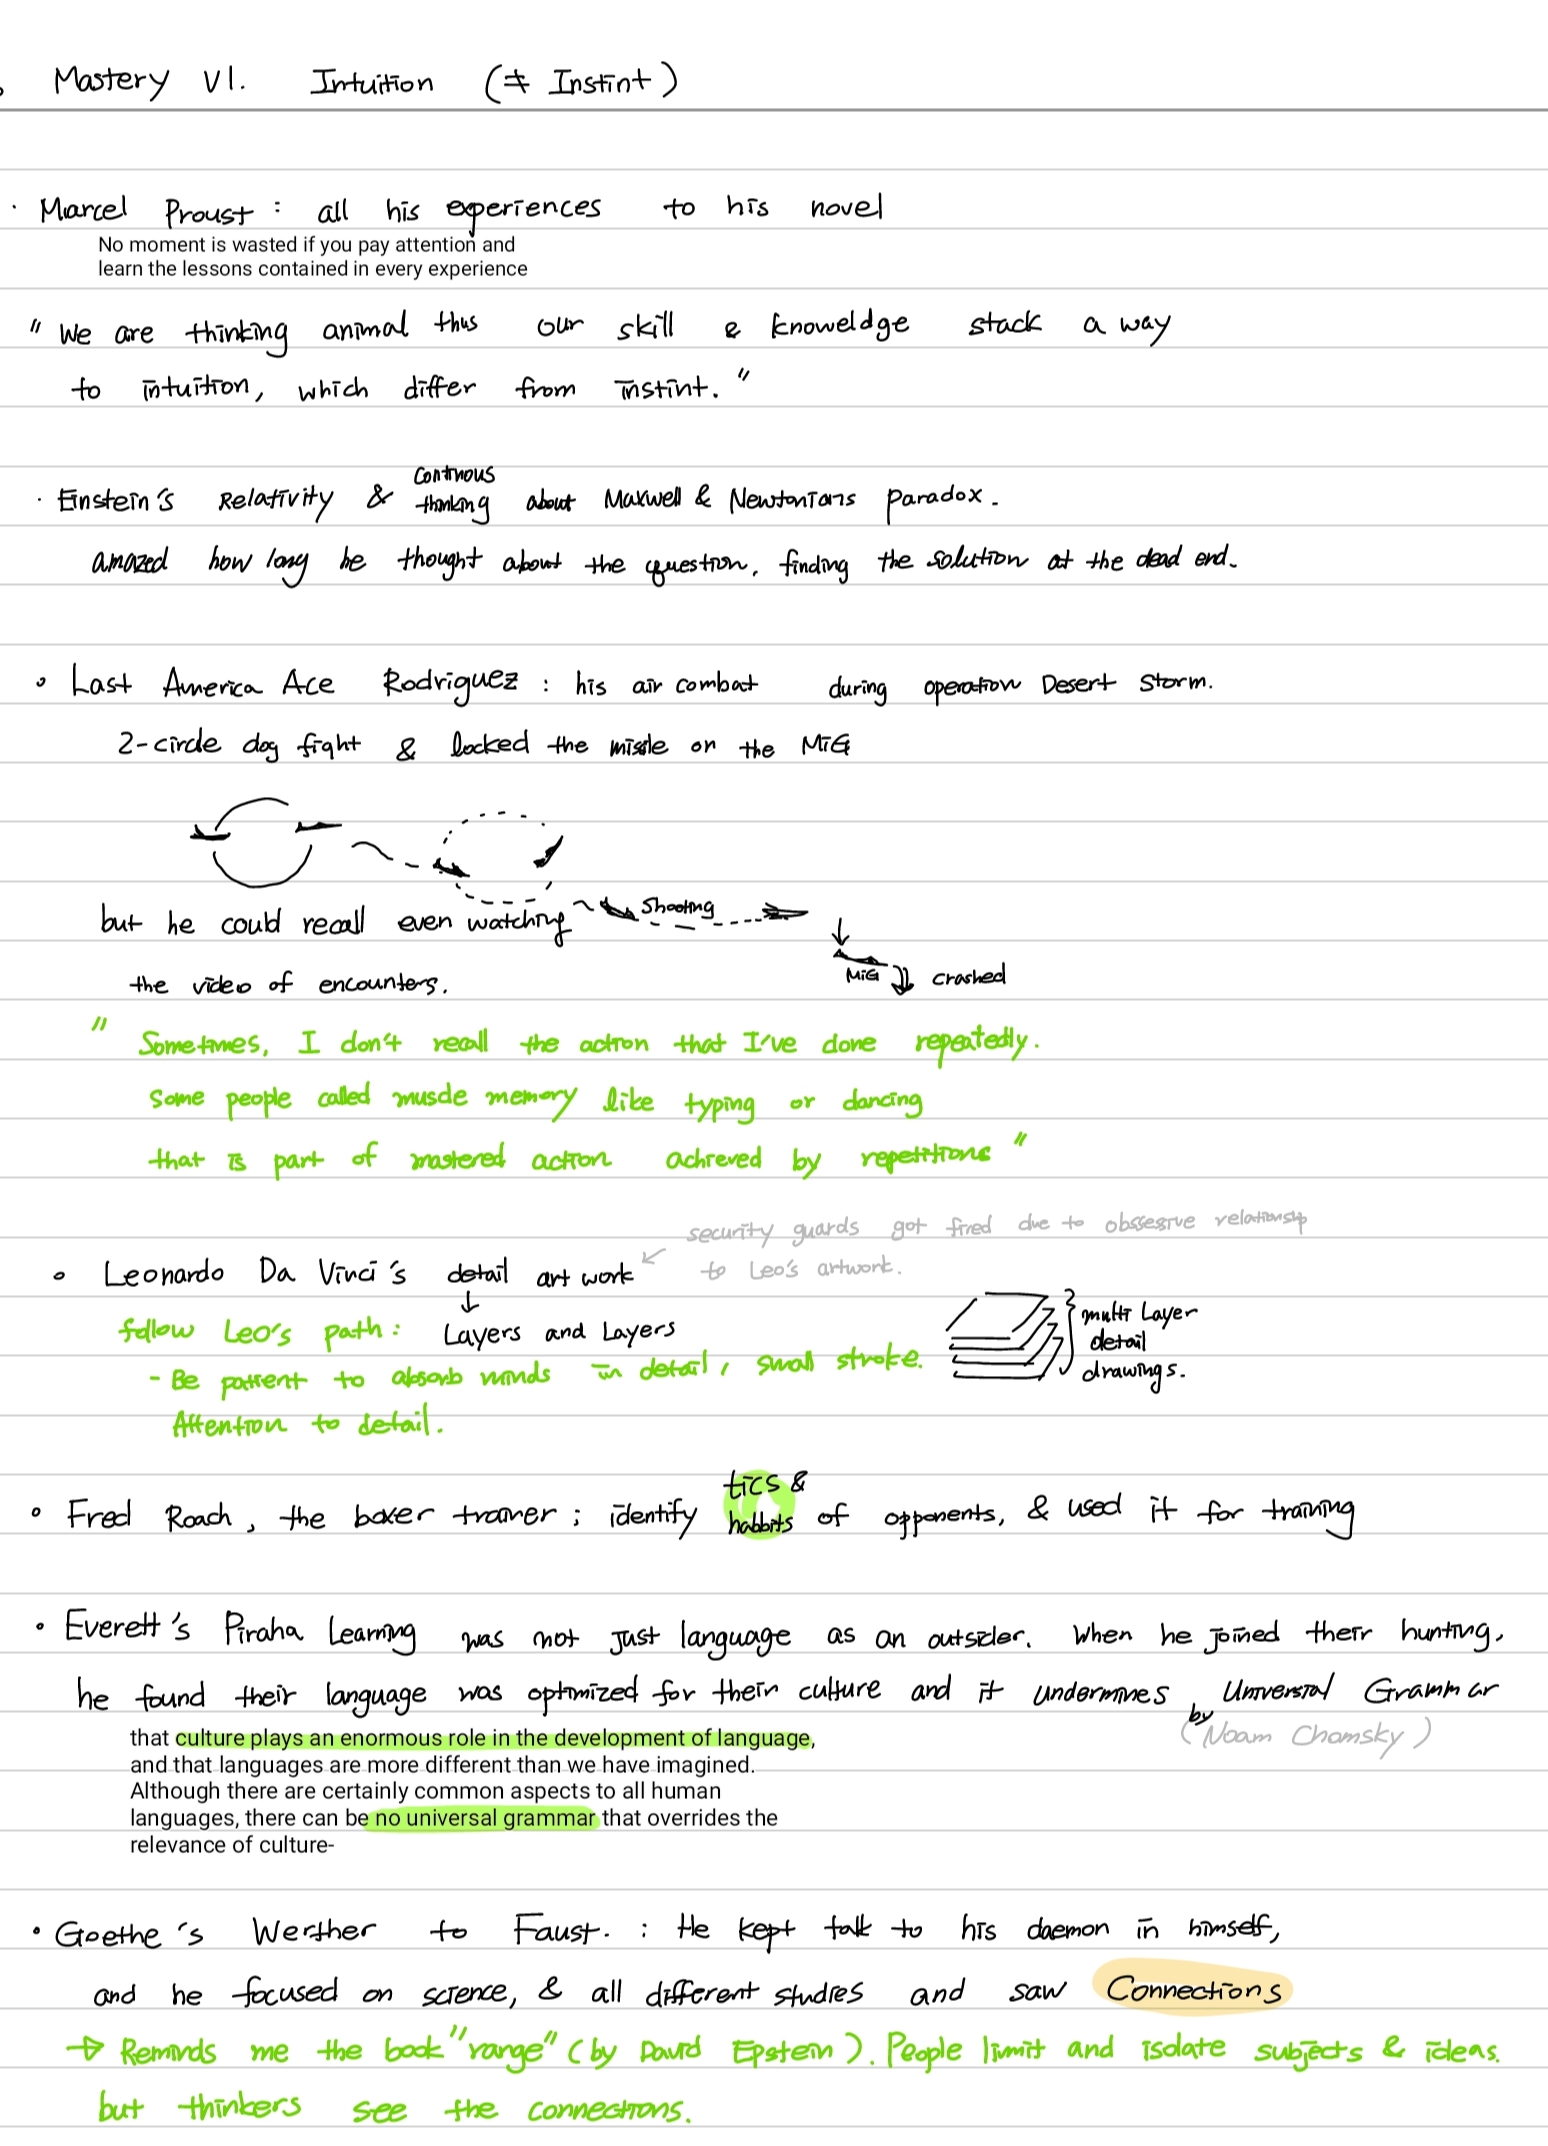 Mastery VI. Intuition (≠ Instint)
· Marcel Proust : all his experiences to his novel
No moment is wasted if you pay attention and
learn the lessons contained in every experience
" We are thinking animal thus our skill & knoweldge stack a way
to intuition, which differ from instint. "
· Einstein's Relativity & continous thinking about Maxwell & Newtonians paradox.
amazed how long he thought about the question, finding the solution at the dead end.
• Last America Ace Rodriguez : his air combat during operation Desert Storm.
2-circle dog fight & locked the missle on the MiG
Shooting
but he could recall even watching
MiG crashed
the video of encounters.
" Sometimes, I don't recall the action that I've done repeatedly.
Some people called muscle memory like typing or dancing
that is part of mastered action achieved by repetitions "
security guards got fired due to obssesive relationship
to Leo's artwork.
• Leonardo Da Vinci's detail art work
multi Layer
detail
drawings.
follow Leo's path : Layers and Layers
- Be patient to absorb minds in detail, small stroke.
Attention to detail.
• Fred Roach, the boxer trainer ; identify tics & habbits of opponents, & used it for training
• Everett's Piraha Learning was not just language as an outsider. When he joined their hunting,
he found their language was optimized for their culture and it undermines Universal Grammar
by (Noam Chomsky)
that culture plays an enormous role in the development of language,
and that languages are more different than we have imagined.
Although there are certainly common aspects to all human
languages, there can be no universal grammar that overrides the
relevance of culture-
• Goethe's Werther to Faust. : He kept talk to his daemon in himself,
and he focused on science, & all different studies and saw Connections
→ Reminds me the book "range" (by David Epstein). People limit and isolate subjects & ideas.
but thinkers see the connections.